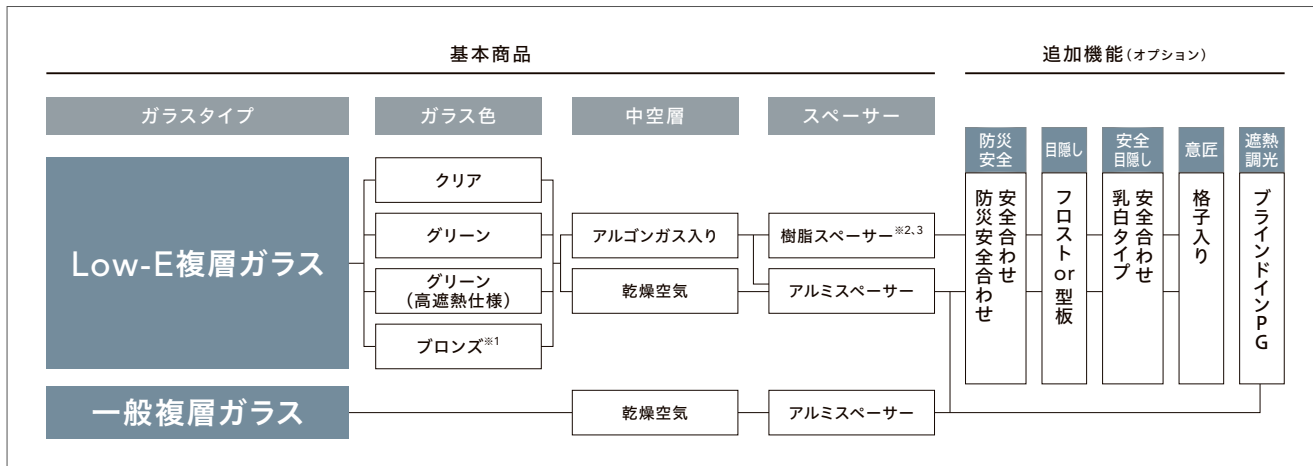 基本商品
追加機能(オプション)
ガラスタイプ
ガラス色
中空層
スペーサー
防災
安全
目隠し
安全
目隠し
意匠
遮熱
調光
Low-E複層ガラス
クリア
グリーン
グリーン
(高遮熱仕様)
ブロンズ※1
アルゴンガス入り
乾燥空気
樹脂スペーサー※2、3
アルミスペーサー
安全合わせ
防災安全合わせ
フロストor型板
安全合わせ
乳白タイプ
格子入り
ブラインドインPG
一般複層ガラス
乾燥空気
アルミスペーサー